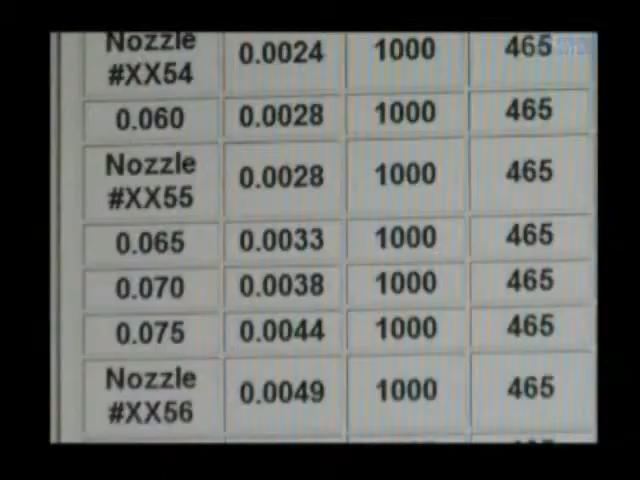 Nozzle
#XX54 0.0024 1000 465
0.060 0.0028 1000 465
Nozzle
#XX55 0.0028 1000 465
0.065 0.0033 1000 465
0.070 0.0038 1000 465
0.075 0.0044 1000 465
Nozzle
#XX56 0.0049 1000 465